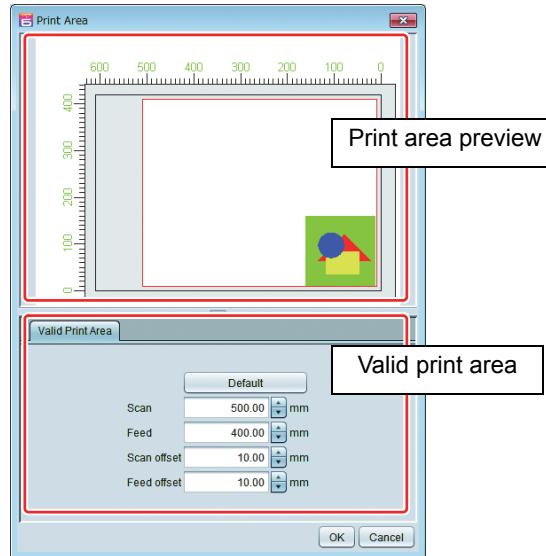 Print Area
600 500 400 300 200 100 0
400
300
200
100
0
Print area preview
Valid Print Area
Valid print area
Default
Scan 500.00 mm
Feed 400.00 mm
Scan offset 10.00 mm
Feed offset 10.00 mm
OK Cancel